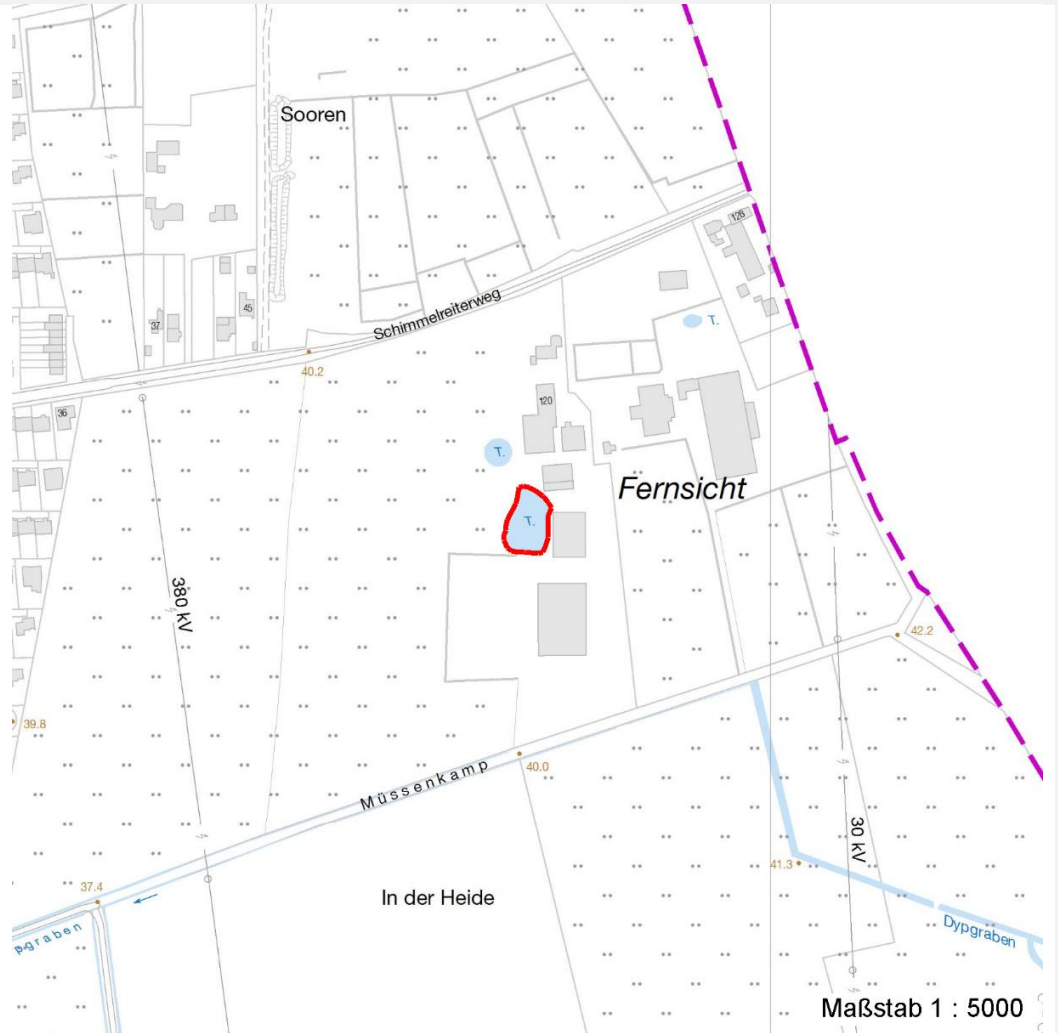 Sooren
126
Schimmelreiterweg
T.
45
37
40.2
120
36
T.
Fernsicht
T.
380 kV
42.2
39.8
40.0
Müssenkamp
30 kV
41.3
37.4
In der Heide
Dypgraben
pgraben
Maßstab 1 : 5000